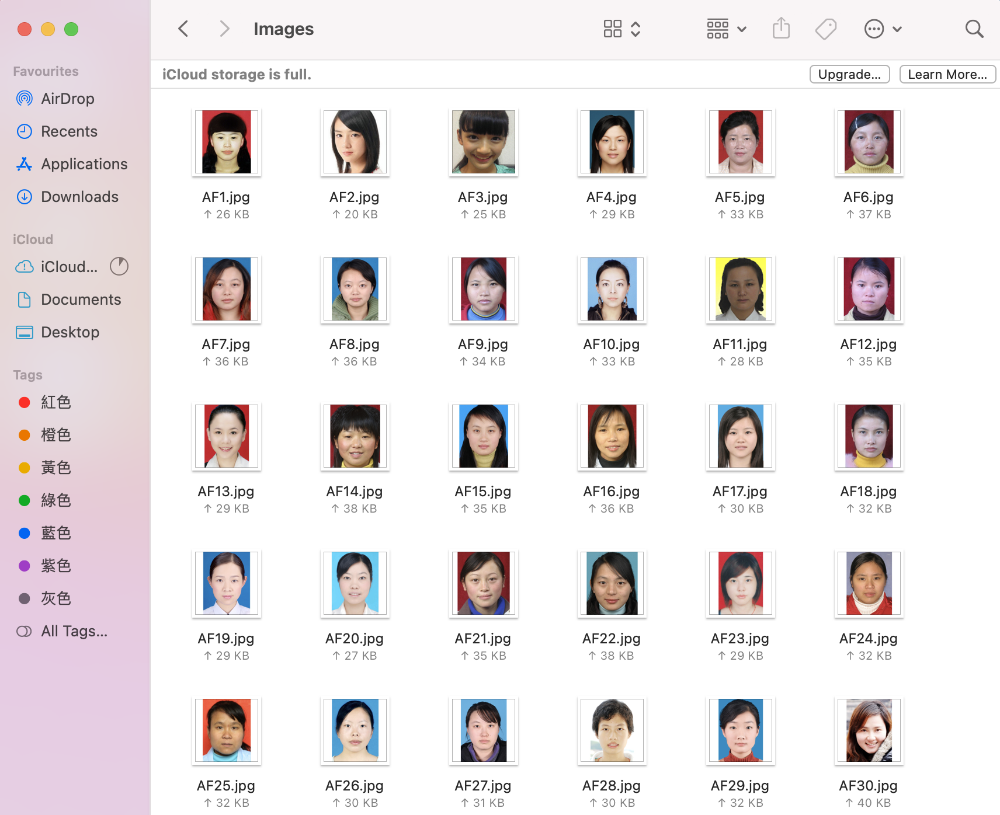 Images
iCloud storage is full.
Upgrade...
Learn More...
Favourites
AirDrop
Recents
Applications
Downloads
iCloud
iCloud...
Documents
Desktop
Tags
紅色
橙色
黃色
綠色
藍色
紫色
灰色
All Tags...
AF1.jpg AF2.jpg AF3.jpg AF4.jpg AF5.jpg AF6.jpg
↑ 26 KB ↑ 20 KB ↑ 25 KB ↑ 29 KB ↑ 33 KB ↑ 37 KB
AF7.jpg AF8.jpg AF9.jpg AF10.jpg AF11.jpg AF12.jpg
↑ 36 KB ↑ 36 KB ↑ 34 KB ↑ 33 KB ↑ 28 KB ↑ 35 KB
AF13.jpg AF14.jpg AF15.jpg AF16.jpg AF17.jpg AF18.jpg
↑ 29 KB ↑ 38 KB ↑ 35 KB ↑ 36 KB ↑ 30 KB ↑ 32 KB
AF19.jpg AF20.jpg AF21.jpg AF22.jpg AF23.jpg AF24.jpg
↑ 29 KB ↑ 27 KB ↑ 35 KB ↑ 38 KB ↑ 29 KB ↑ 32 KB
AF25.jpg AF26.jpg AF27.jpg AF28.jpg AF29.jpg AF30.jpg
↑ 32 KB ↑ 30 KB ↑ 31 KB ↑ 30 KB ↑ 32 KB ↑ 40 KB